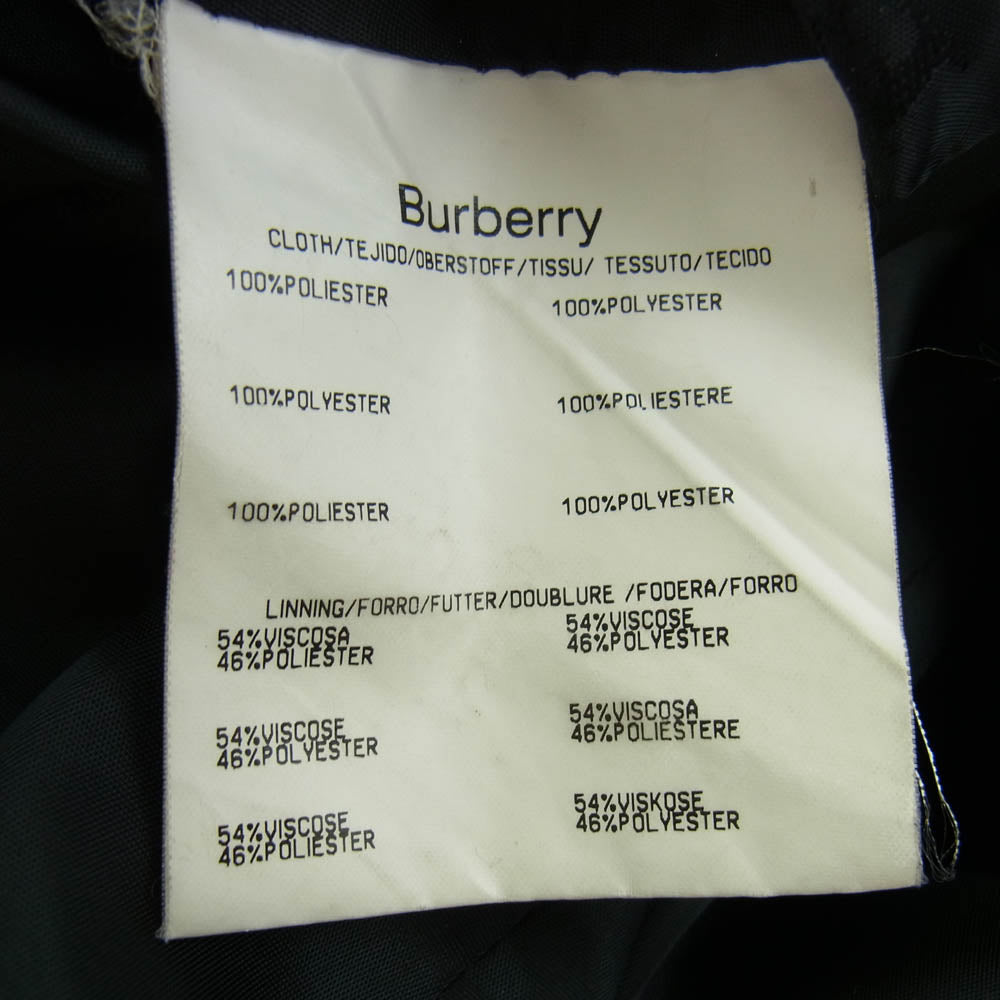 Burberry
CLOTH/TEJIDO/OBERSTOFF/TISSU/ TESSUTO/TECIDO
100%POLIESTER 100%POLYESTER
100%POLYESTER 100%POLIESTERE
100%POLIESTER 100%POLYESTER
LINNING/FORRO/FUTTER/DOUBLURE /FODERA/FORRO
54%VISCOSA 54%VISCOSE
46%POLIESTER 46%POLYESTER
54%VISCOSE 54%VISCOSA
46%POLYESTER 46%POLIESTERE
54%VISCOSE 54%VISKOSE
46%POLIESTER 46%POLYESTER